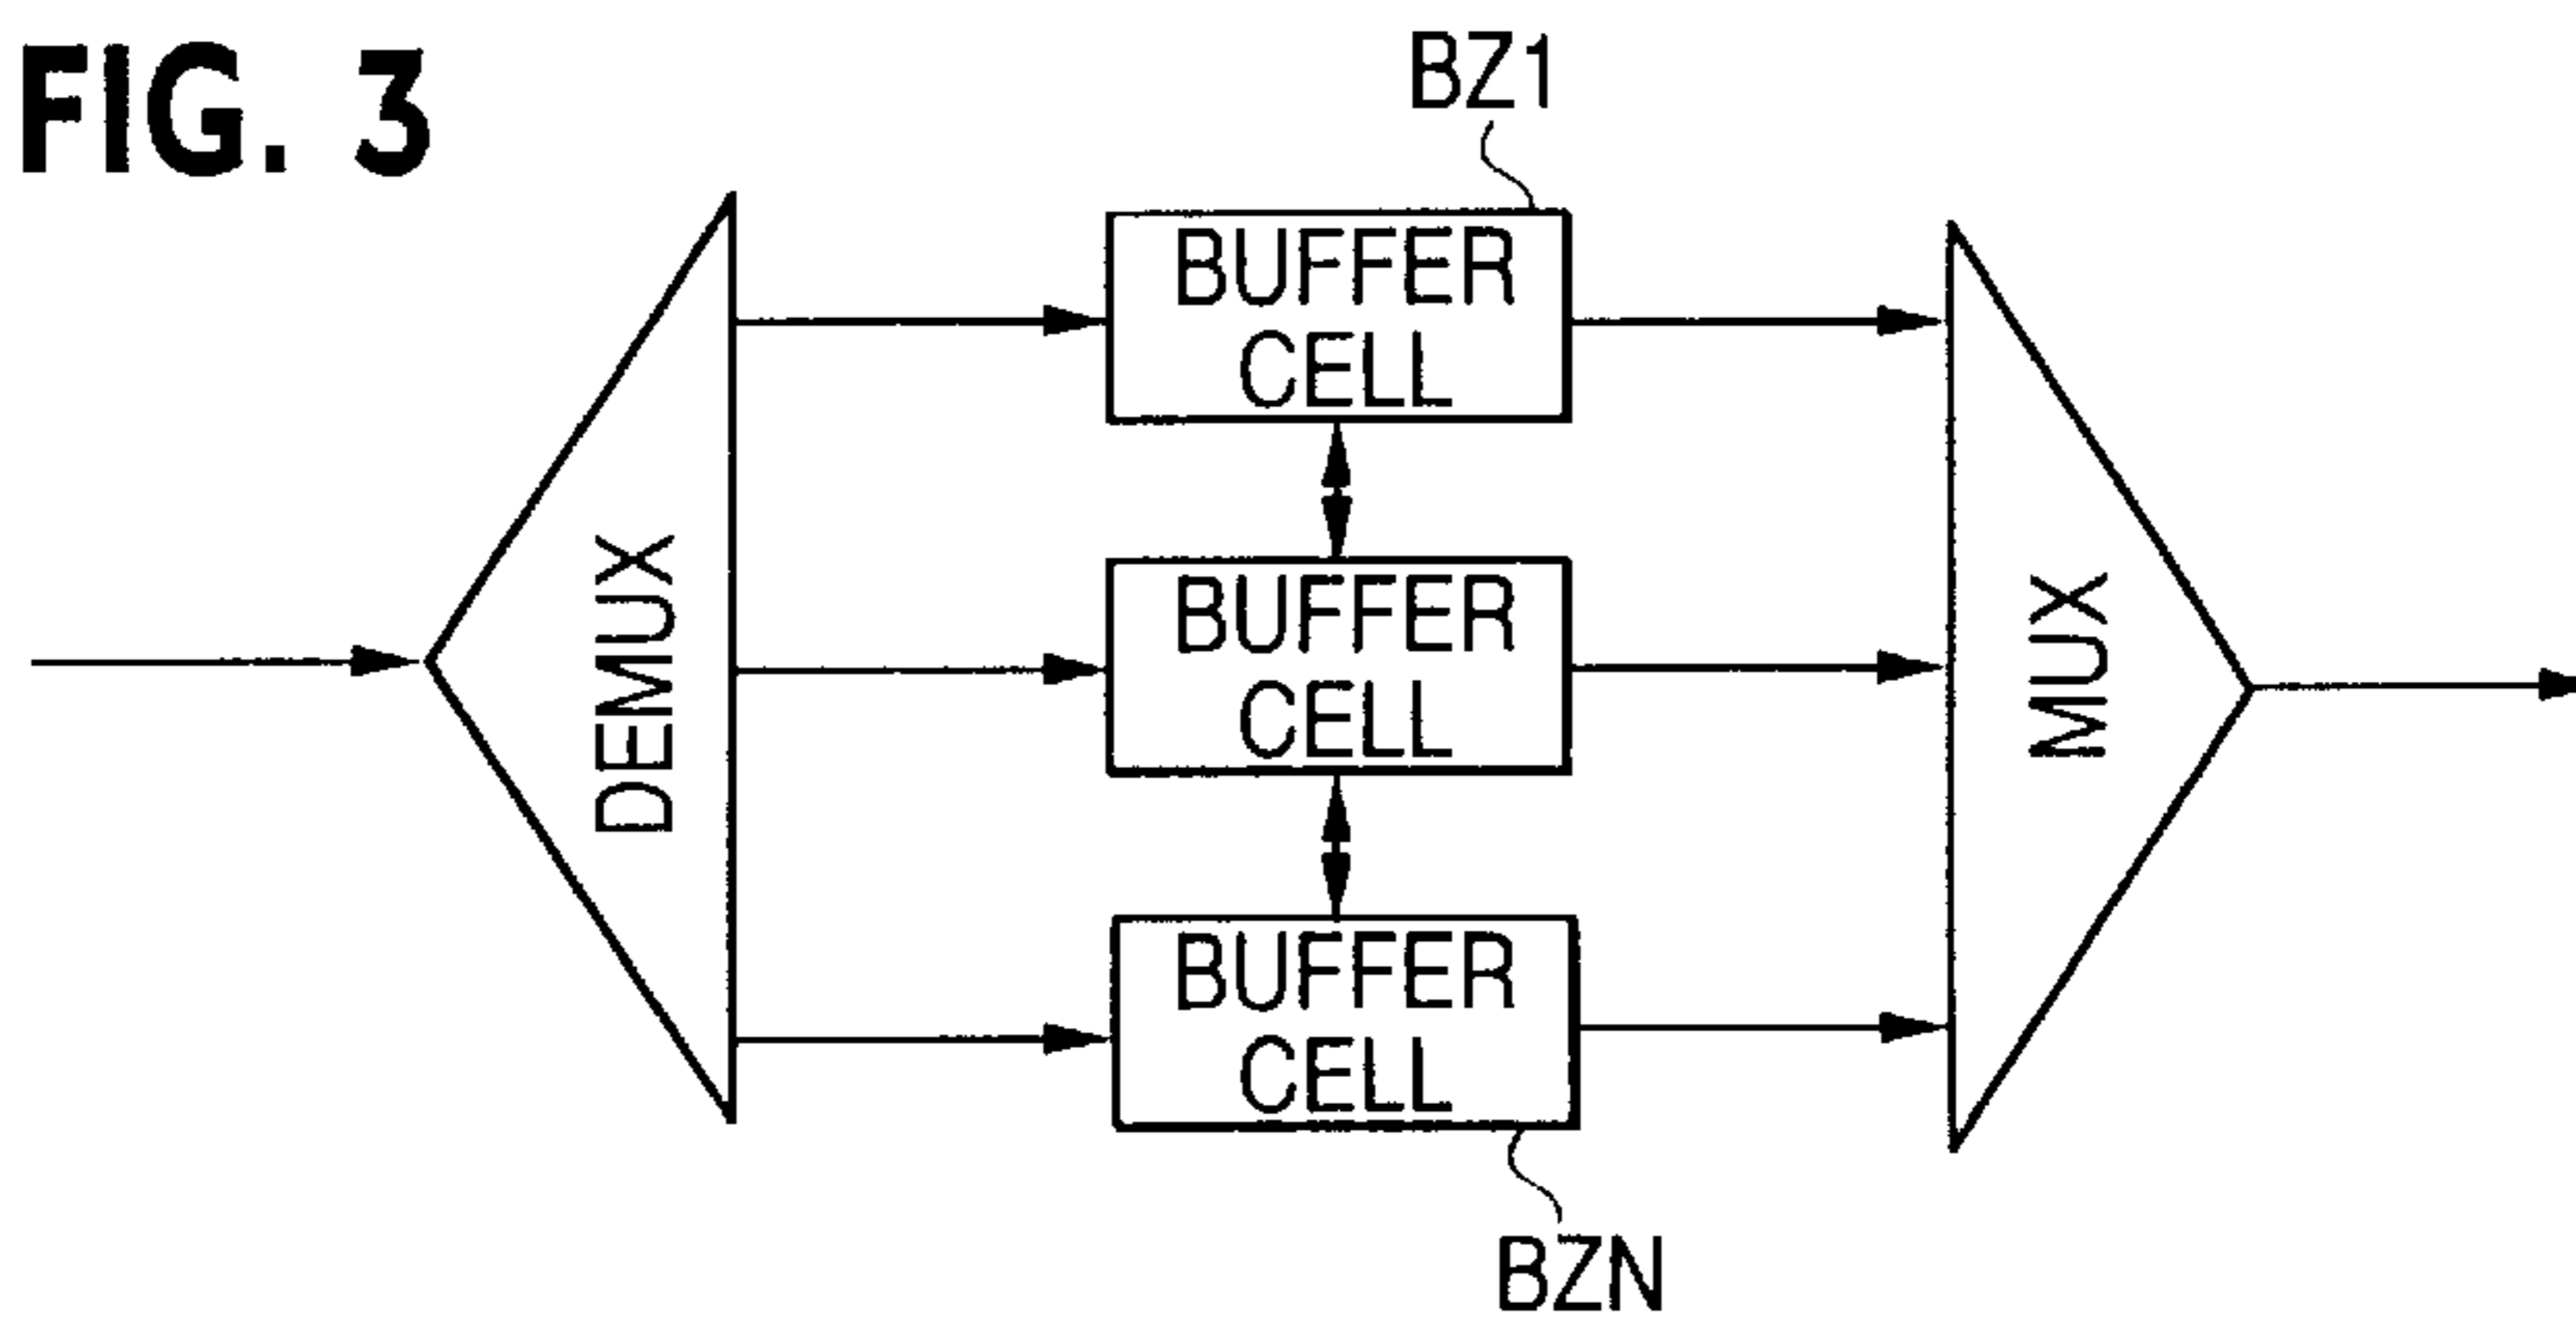 FIG. 3
BZ1
BUFFER
CELL
DEMUX
BUFFER
CELL
MUX
BUFFER
CELL
BZN